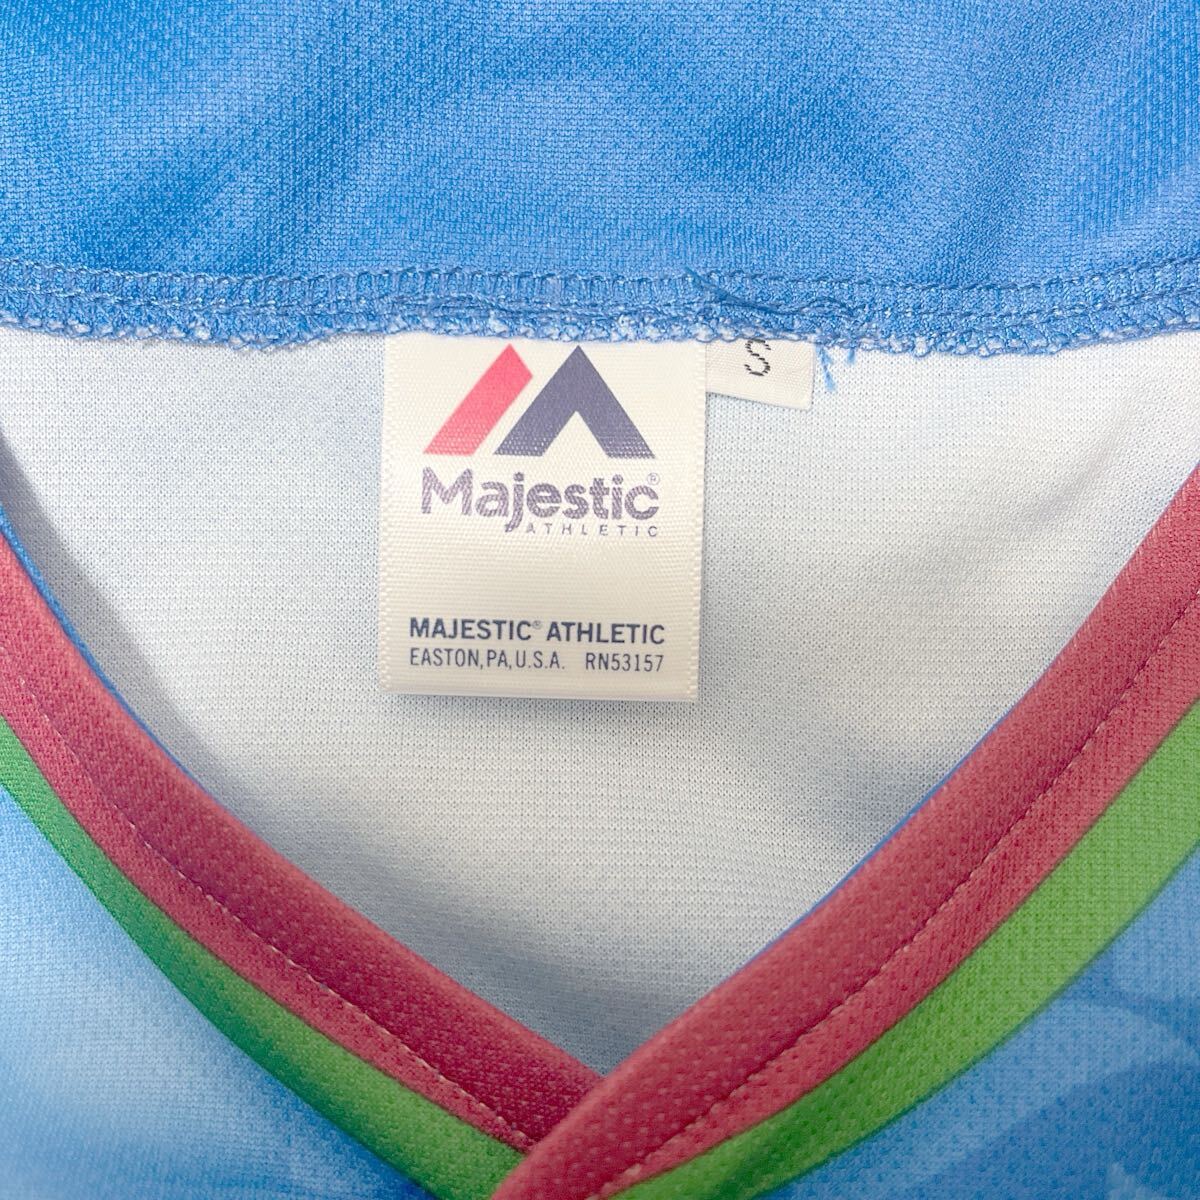 S
Majestic®
ATHLETIC
MAJESTIC® ATHLETIC
EASTON, PA, U.S.A. RN53157